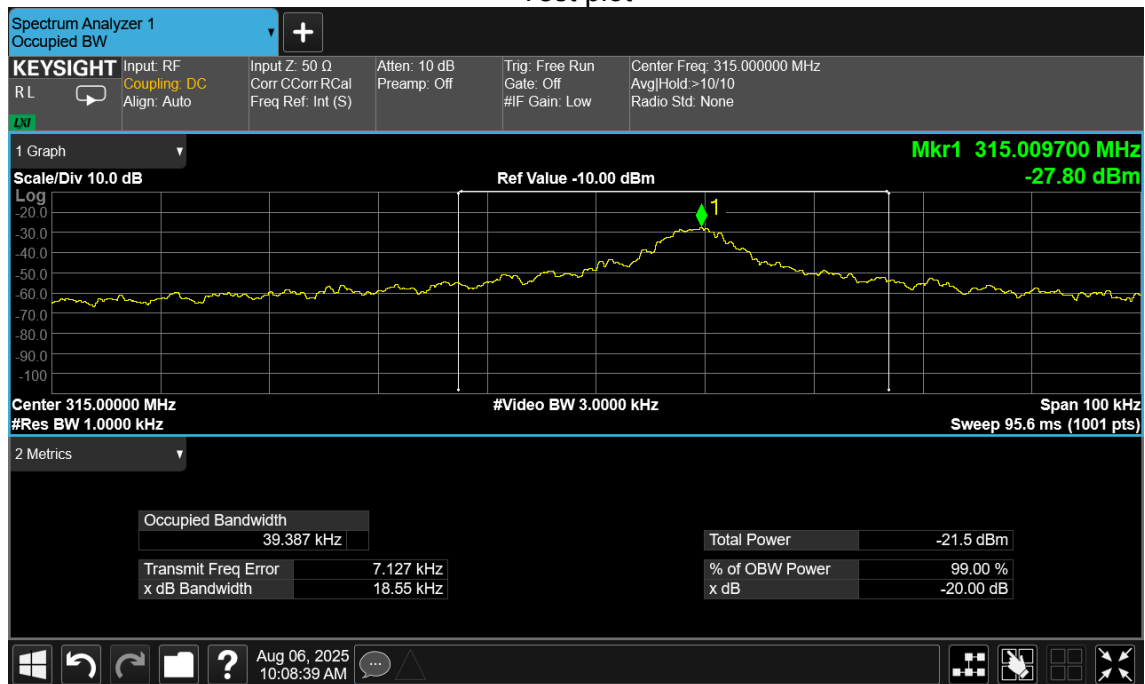 Spectrum Analyzer 1
Occupied BW
KEYSIGHT
R L
LXI
Input: RF
Coupling: DC
Align: Auto
Input Z: 50 Ω
Corr CCorr RCal
Freq Ref: Int (S)
Atten: 10 dB
Preamp: Off
Trig: Free Run
Gate: Off
#IF Gain: Low
Center Freq: 315.000000 MHz
Avg|Hold:>10/10
Radio Std: None
1 Graph
Mkr1 315.009700 MHz
Scale/Div 10.0 dB
Ref Value -10.00 dBm
-27.80 dBm
Log
1
-20.0
-30.0
-40.0
-50.0
-60.0
-70.0
-80.0
-90.0
-100
Center 315.00000 MHz
#Video BW 3.0000 kHz
Span 100 kHz
#Res BW 1.0000 kHz
Sweep 95.6 ms (1001 pts)
2 Metrics
Occupied Bandwidth
39.387 kHz
Total Power -21.5 dBm
Transmit Freq Error 7.127 kHz
% of OBW Power 99.00 %
x dB Bandwidth 18.55 kHz
x dB -20.00 dB
?
Aug 06, 2025
10:08:39 AM